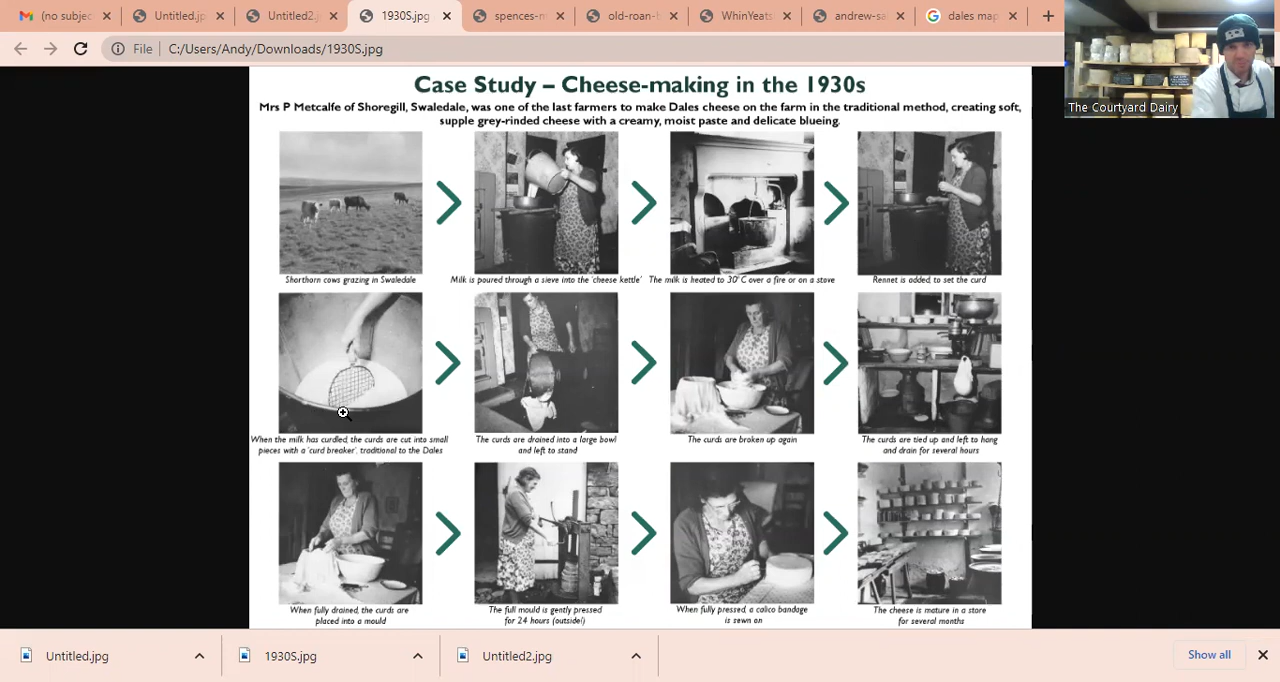 (no subjec
Untitled.jp
Untitled2.j
1930S.jpg
spences-m
old-roan-l
WhinYeats
andrew-sa
dales map
File
C:/Users/Andy/Downloads/1930S.jpg
The Courtyard Dairy
Case Study – Cheese-making in the 1930s
Mrs P Metcalfe of Shoregill, Swaledale, was one of the last farmers to make Dales cheese on the farm in the traditional method, creating soft,
supple grey-rinded cheese with a creamy, moist paste and delicate blueing.
Shorthorn cows grazing in Swaledale
Milk is poured through a sieve into the 'cheese kettle'
The milk is heated to 30°C over a fire or on a stove
Rennet is added, to set the curd
When the milk has curdled, the curds are cut into small
pieces with a 'curd breaker', traditional to the Dales
The curds are drained into a large bowl
and left to stand
The curds are broken up again
The curds are tied up and left to hang
and drain for several hours
When fully drained, the curds are
placed into a mould
The full mould is gently pressed
for 24 hours (outside!)
When fully pressed, a calico bandage
is sewn on
The cheese is mature in a store
for several months
Untitled.jpg
1930S.jpg
Untitled2.jpg
Show all